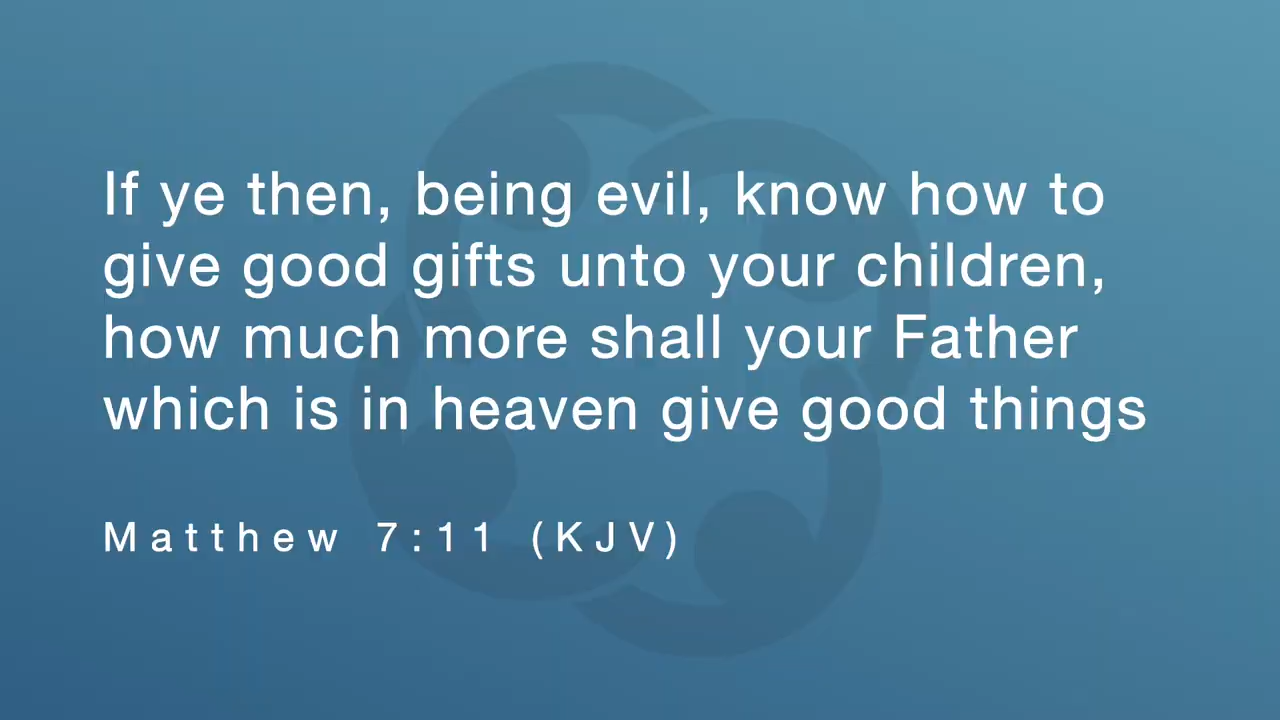 If ye then, being evil, know how to
give good gifts unto your children,
how much more shall your Father
which is in heaven give good things
Matthew 7:11 (KJV)